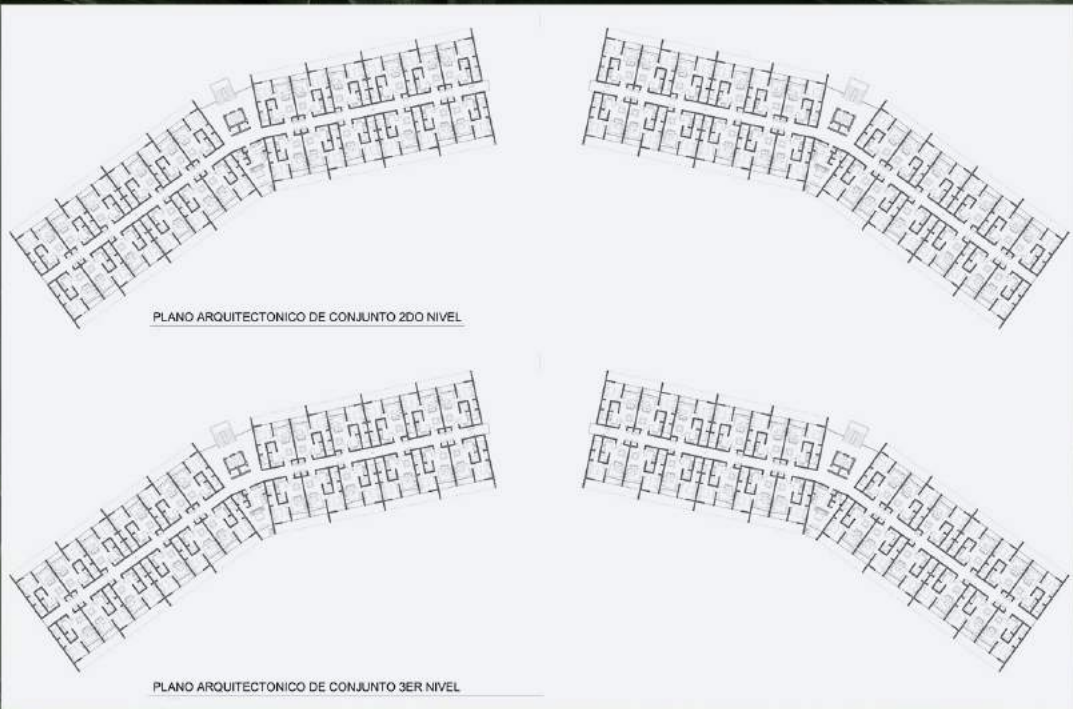 PLANO ARQUITECTONICO DE CONJUNTO 2DO NIVEL
PLANO ARQUITECTONICO DE CONJUNTO 3ER NIVEL